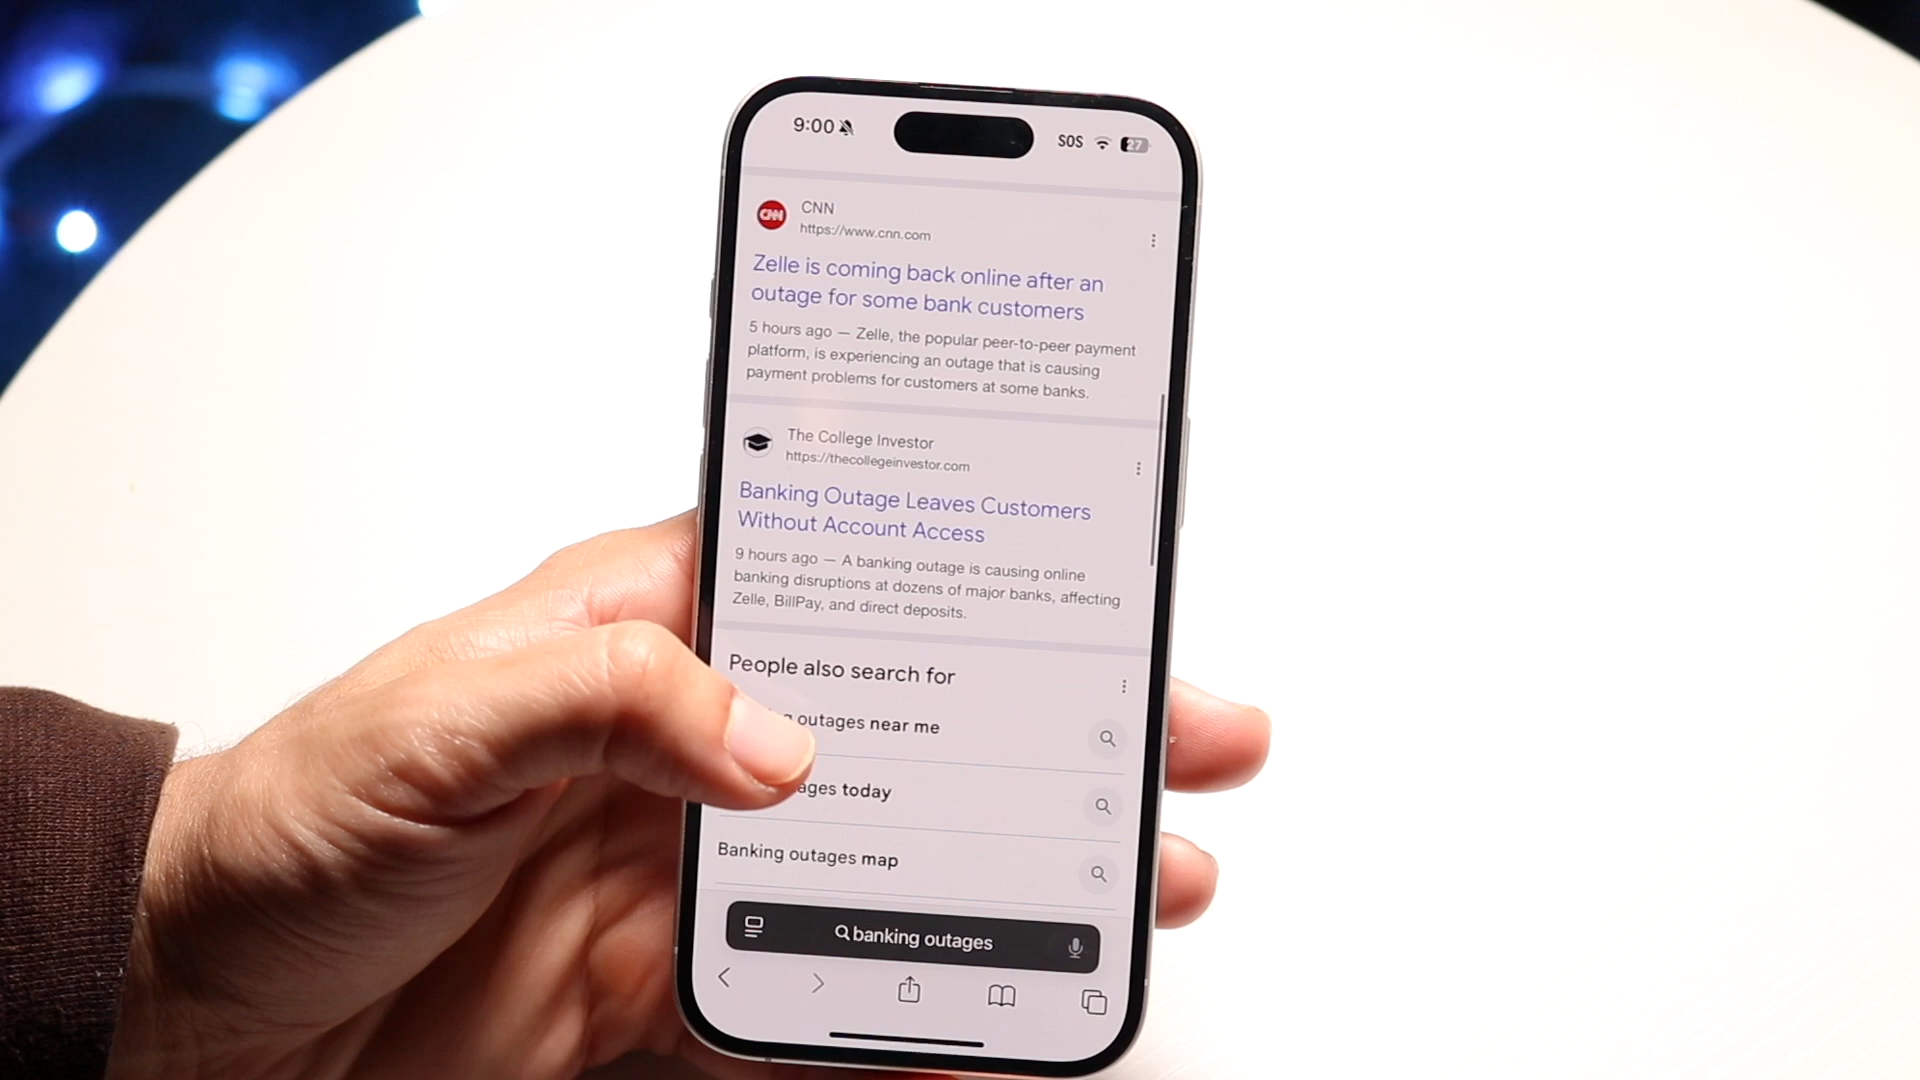 9:00
SOS
27
CNN
CNN
https://www.cnn.com
Zelle is coming back online after an
outage for some bank customers
5 hours ago — Zelle, the popular peer-to-peer payment
platform, is experiencing an outage that is causing
payment problems for customers at some banks.
The College Investor
https://thecollegeinvestor.com
Banking Outage Leaves Customers
Without Account Access
9 hours ago — A banking outage is causing online
banking disruptions at dozens of major banks, affecting
Zelle, BillPay, and direct deposits.
People also search for
outages near me
today
Banking outages map
banking outages